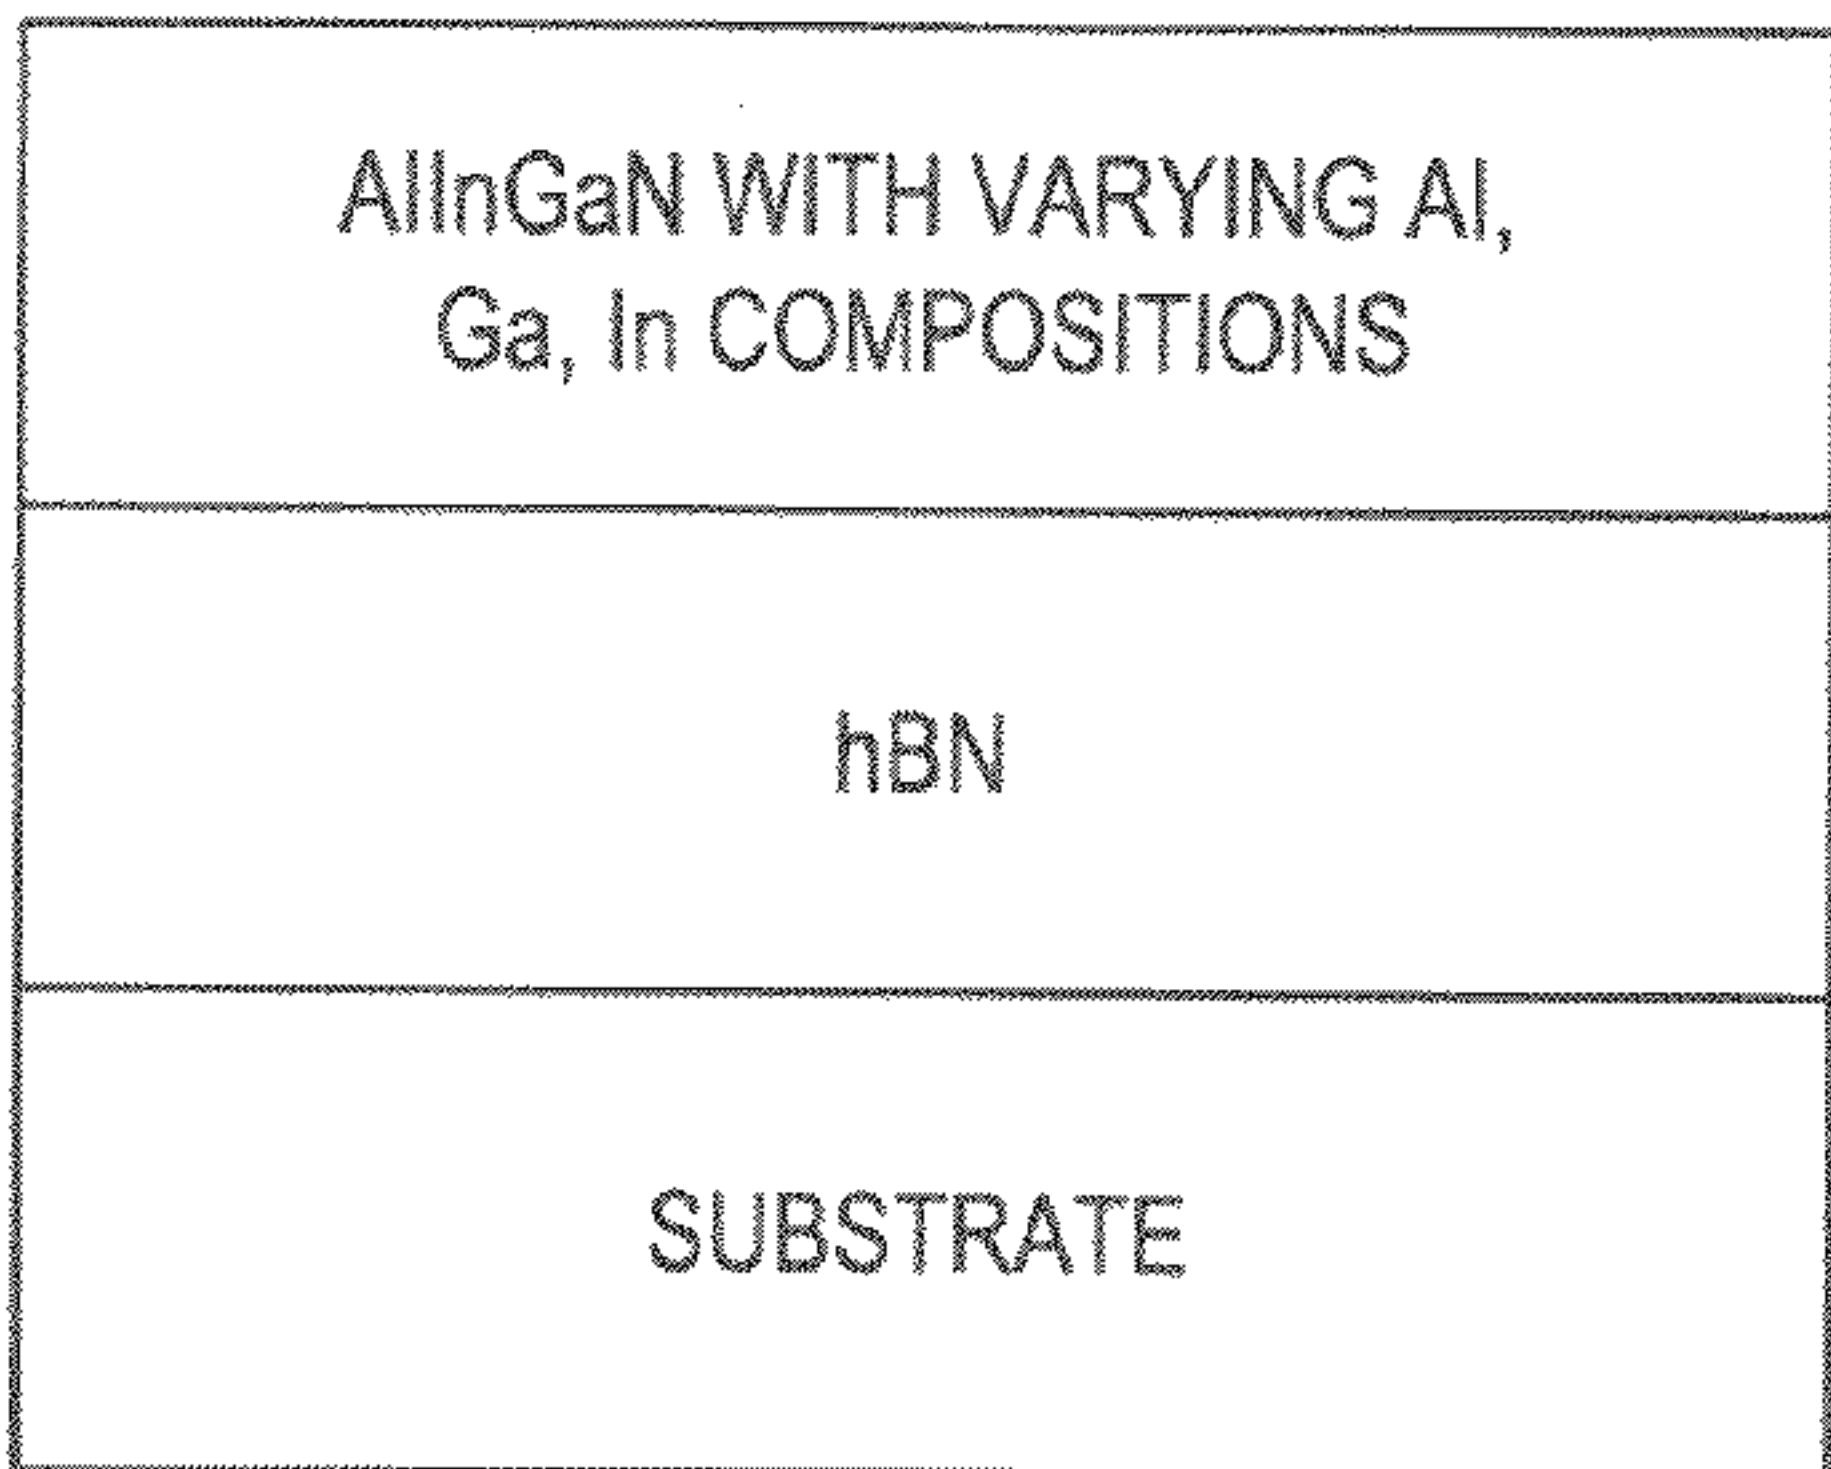 AlInGaN WITH VARYING Al,
Ga, In COMPOSITIONS
hBN
SUBSTRATE